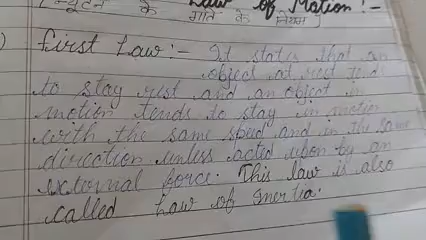 [न्यूटन के गति के नियम]
Law of Motion!-
) First Law:- It states that an
object at rest tend
to stay rest and an object in
motion tends to stay in motion
with the same speed and in the same
direction unless acted upon by an
external force. This law is also
called Law of Inertia.